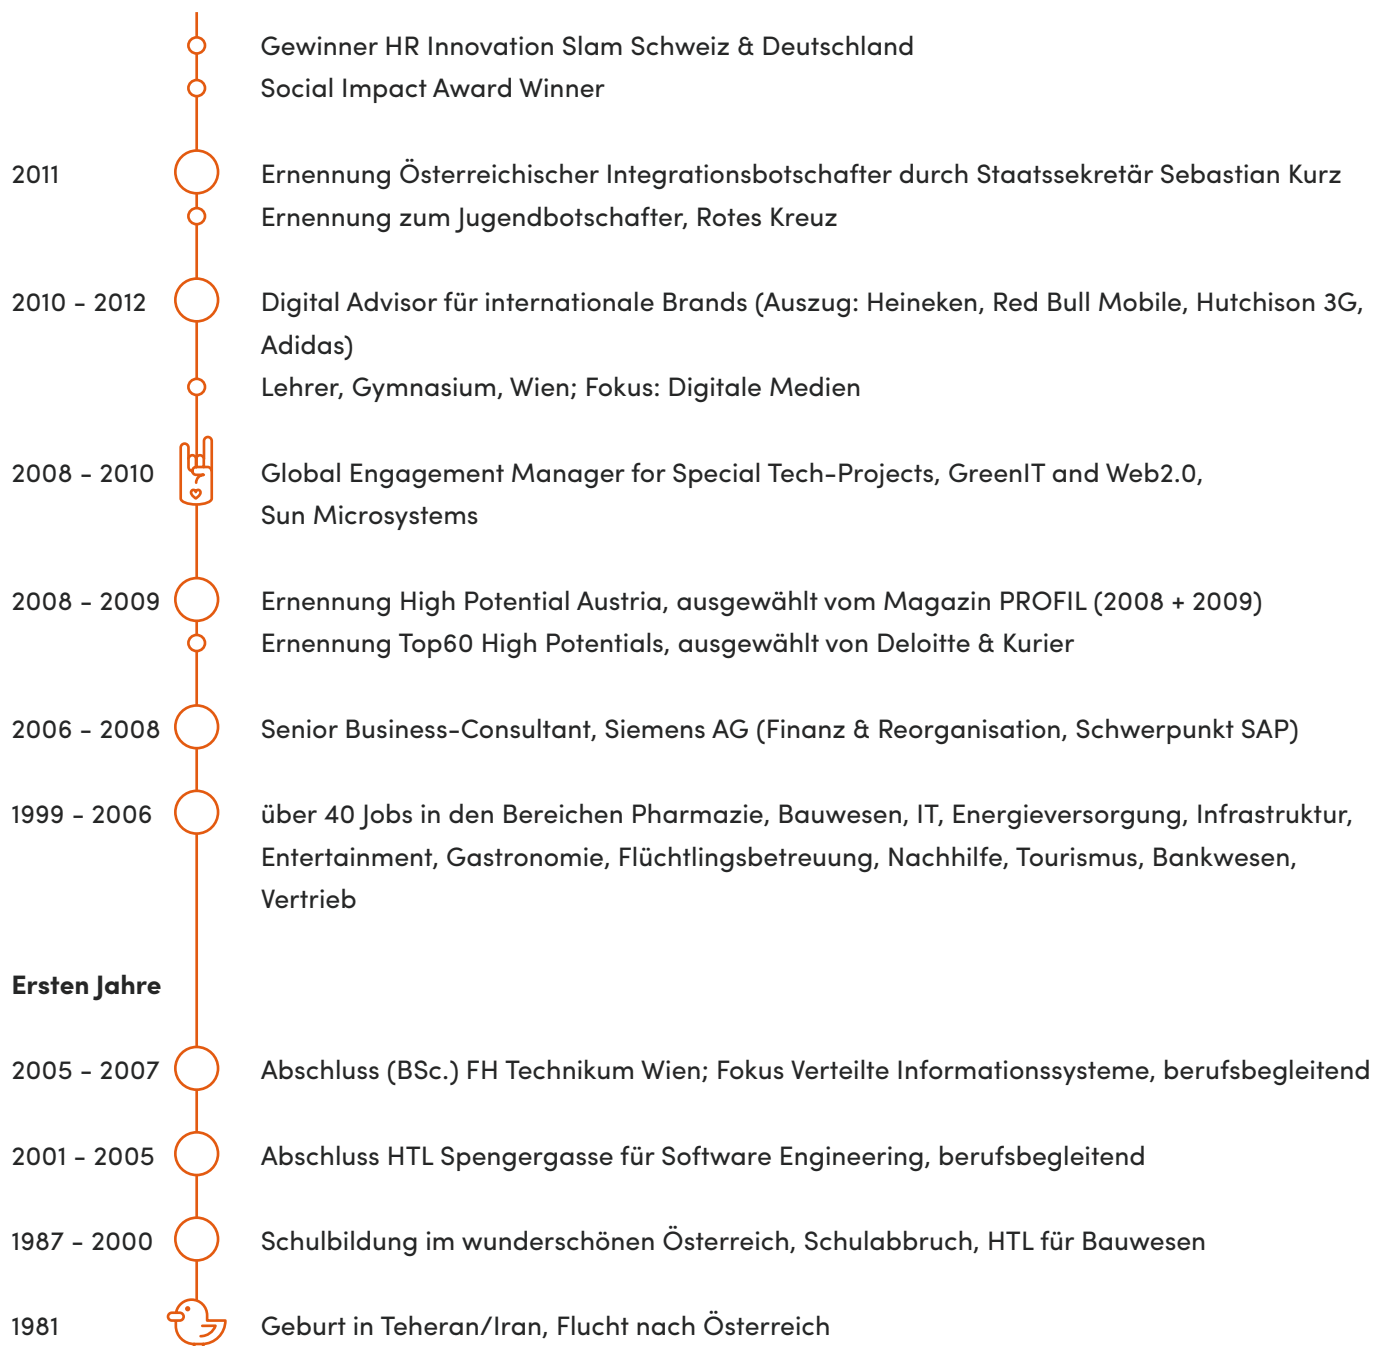 Gewinner HR Innovation Slam Schweiz & Deutschland
Social Impact Award Winner
2011 Ernennung Österreichischer Integrationsbotschafter durch Staatssekretär Sebastian Kurz
Ernennung zum Jugendbotschafter, Rotes Kreuz
2010 - 2012 Digital Advisor für internationale Brands (Auszug: Heineken, Red Bull Mobile, Hutchison 3G,
Adidas)
Lehrer, Gymnasium, Wien; Fokus: Digitale Medien
2008 - 2010 Global Engagement Manager for Special Tech-Projects, GreenIT and Web2.0,
Sun Microsystems
2008 - 2009 Ernennung High Potential Austria, ausgewählt vom Magazin PROFIL (2008 + 2009)
Ernennung Top60 High Potentials, ausgewählt von Deloitte & Kurier
2006 - 2008 Senior Business-Consultant, Siemens AG (Finanz & Reorganisation, Schwerpunkt SAP)
1999 - 2006 über 40 Jobs in den Bereichen Pharmazie, Bauwesen, IT, Energieversorgung, Infrastruktur,
Entertainment, Gastronomie, Flüchtlingsbetreuung, Nachhilfe, Tourismus, Bankwesen,
Vertrieb
Ersten Jahre
2005 - 2007 Abschluss (BSc.) FH Technikum Wien; Fokus Verteilte Informationssysteme, berufsbegleitend
2001 - 2005 Abschluss HTL Spengergasse für Software Engineering, berufsbegleitend
1987 - 2000 Schulbildung im wunderschönen Österreich, Schulabbruch, HTL für Bauwesen
1981 Geburt in Teheran/Iran, Flucht nach Österreich